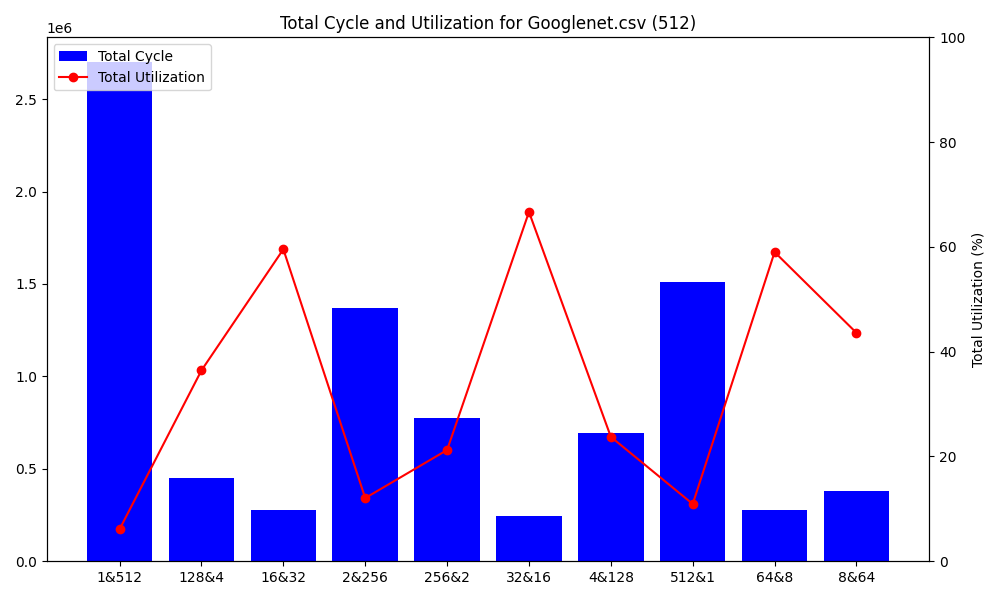 Total Cycle and Utilization for Googlenet.csv (512)
1e6
Total Cycle
Total Utilization
2.5
2.0
1.5
1.0
0.5
0.0
100
80
60
40
20
0
Total Utilization (%)
1&512 128&4 16&32 2&256 256&2 32&16 4&128 512&1 64&8 8&64